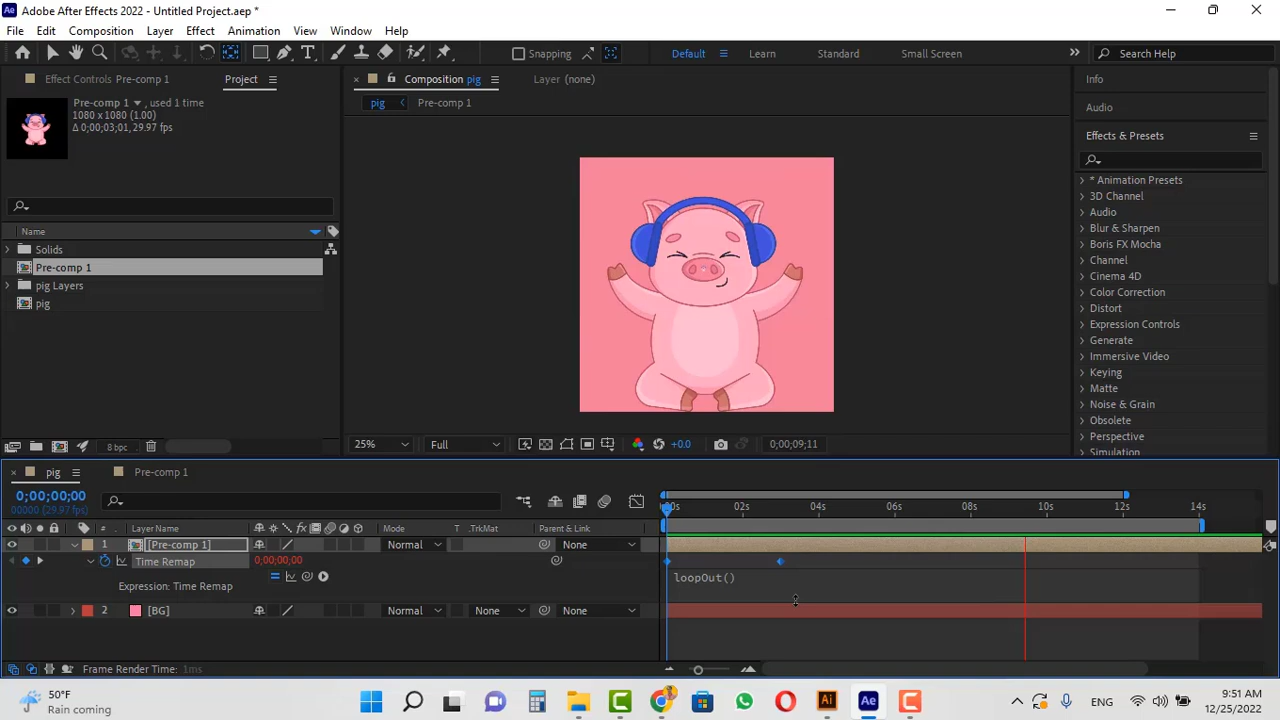 Adobe After Effects 2022 - Untitled Project.aep *
File Edit Composition Layer Effect Animation View Window Help
Snapping Default Learn Standard Small Screen Search Help
Effect Controls Pre-comp 1 Project
Composition pig Layer (none)
Info
pig Pre-comp 1
Pre-comp 1 , used 1 time
1080 x 1080 (1.00)
Δ 0;00;03;01, 29.97 fps
Audio
Effects & Presets
* Animation Presets
3D Channel
Audio
Blur & Sharpen
Boris FX Mocha
Channel
Cinema 4D
Color Correction
Distort
Expression Controls
Generate
Immersive Video
Keying
Matte
Noise & Grain
Obsolete
Perspective
Simulation
Name
Solids
Pre-comp 1
pig Layers
pig
8 bpc
25% Full +0.0 0;00;09;11
pig Pre-comp 1
0;00;00;00
00000 (29.97 fps)
00s 02s 04s 06s 08s 10s 12s 14s
# Layer Name Mode T .TrkMat Parent & Link
1 [Pre-comp 1] Normal None
Time Remap 0;00;00;00
Expression: Time Remap loopOut()
2 [BG] Normal None None
Frame Render Time: 1ms
50°F
Rain coming
Ai Ae
ENG
9:51 AM
12/25/2022